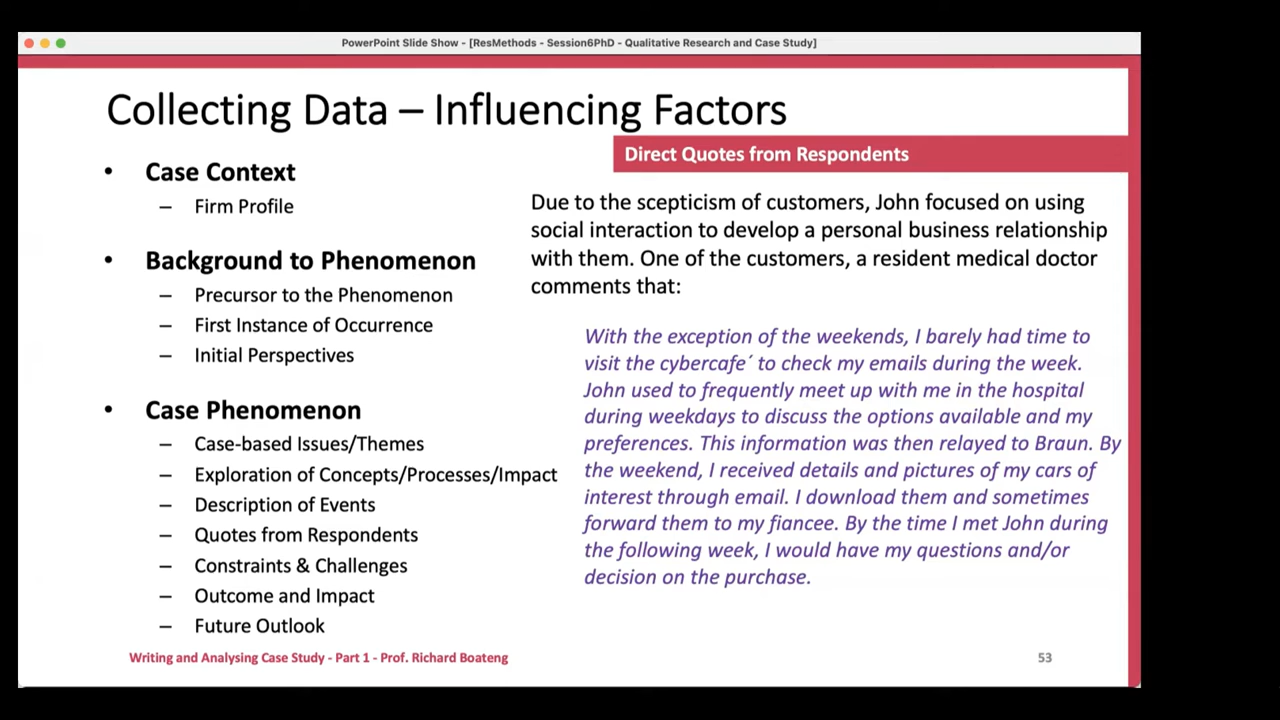 PowerPoint Slide Show - [ResMethods - Session6PhD - Qualitative Research and Case Study]
Collecting Data – Influencing Factors
• Case Context
– Firm Profile
• Background to Phenomenon
– Precursor to the Phenomenon
– First Instance of Occurrence
– Initial Perspectives
• Case Phenomenon
– Case-based Issues/Themes
– Exploration of Concepts/Processes/Impact
– Description of Events
– Quotes from Respondents
– Constraints & Challenges
– Outcome and Impact
– Future Outlook
Direct Quotes from Respondents
Due to the scepticism of customers, John focused on using
social interaction to develop a personal business relationship
with them. One of the customers, a resident medical doctor
comments that:
With the exception of the weekends, I barely had time to
visit the cybercafe´ to check my emails during the week.
John used to frequently meet up with me in the hospital
during weekdays to discuss the options available and my
preferences. This information was then relayed to Braun. By
the weekend, I received details and pictures of my cars of
interest through email. I download them and sometimes
forward them to my fiancee. By the time I met John during
the following week, I would have my questions and/or
decision on the purchase.
Writing and Analysing Case Study - Part 1 - Prof. Richard Boateng
53